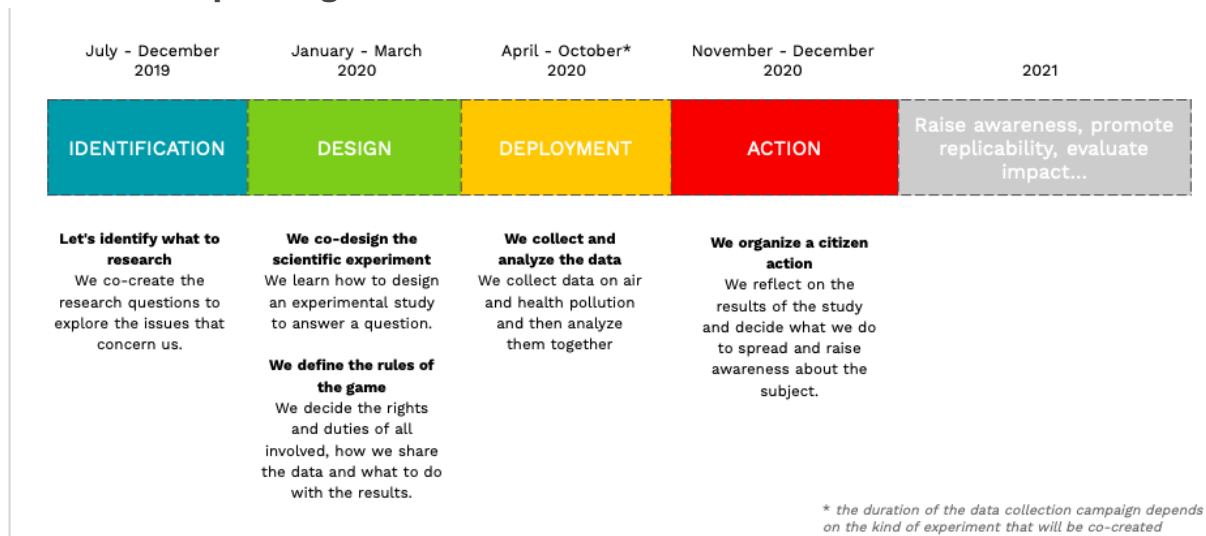 July - December
2019
January - March
2020
April - October*
2020
November - December
2020
2021
IDENTIFICATION
DESIGN
DEPLOYMENT
ACTION
Raise awareness, promote
replicability, evaluate
impact...
Let's identify what to
research
We co-create the
research questions to
explore the issues that
concern us.
We co-design the
scientific experiment
We learn how to design
an experimental study
to answer a question.
We define the rules of
the game
We decide the rights
and duties of all
involved, how we share
the data and what to do
with the results.
We collect and
analyze the data
We collect data on air
and health pollution
and then analyze
them together
We organize a citizen
action
We reflect on the
results of the study
and decide what we do
to spread and raise
awareness about the
subject.
* the duration of the data collection campaign depends
on the kind of experiment that will be co-created